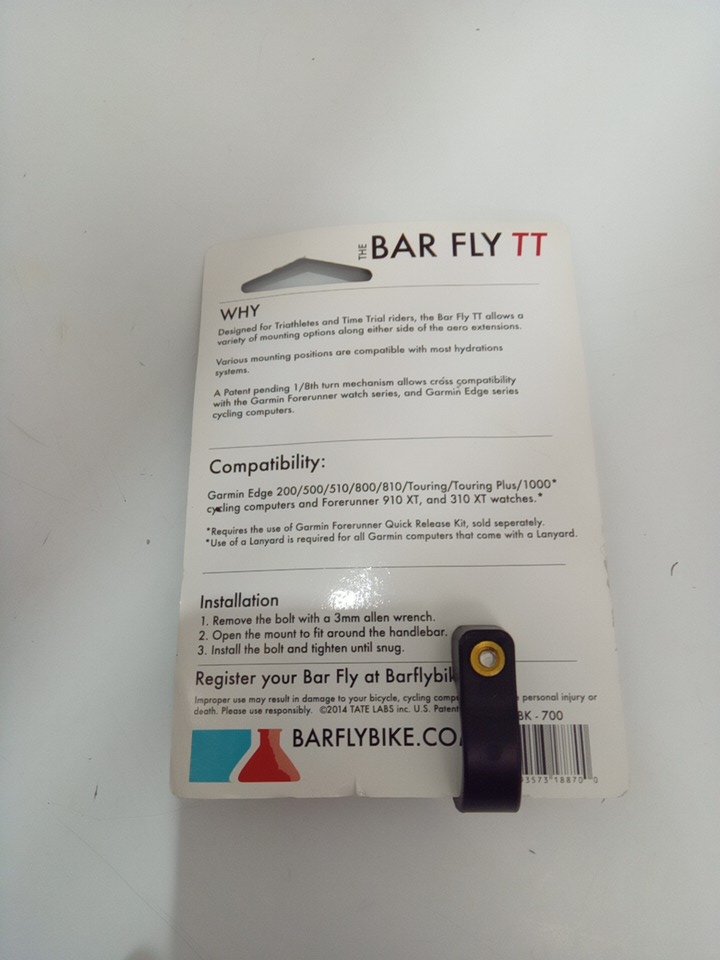 THE BAR FLY TT
WHY
Designed for Triathletes and Time Trial riders, the Bar Fly TT allows a
variety of mounting options along either side of the aero extensions.
Various mounting positions are compatible with most hydrations
systems.
A Patent pending 1/8th turn mechanism allows cross compatibility
with the Garmin Forerunner watch series, and Garmin Edge series
cycling computers.
Compatibility:
Garmin Edge 200/500/510/800/810/Touring/Touring Plus/1000*
cycling computers and Forerunner 910 XT, and 310 XT watches.*
*Requires the use of Garmin Forerunner Quick Release Kit, sold seperately.
*Use of a Lanyard is required for all Garmin computers that come with a Lanyard.
Installation
1. Remove the bolt with a 3mm allen wrench.
2. Open the mount to fit around the handlebar.
3. Install the bolt and tighten until snug.
Register your Bar Fly at Barflybik
Improper use may result in damage to your bicycle, cycling comp personal injury or
death. Please use responsibly. ©2014 TATE LABS inc. U.S. Patent
BK - 700
BARFLYBIKE.CO
3573 18870 0